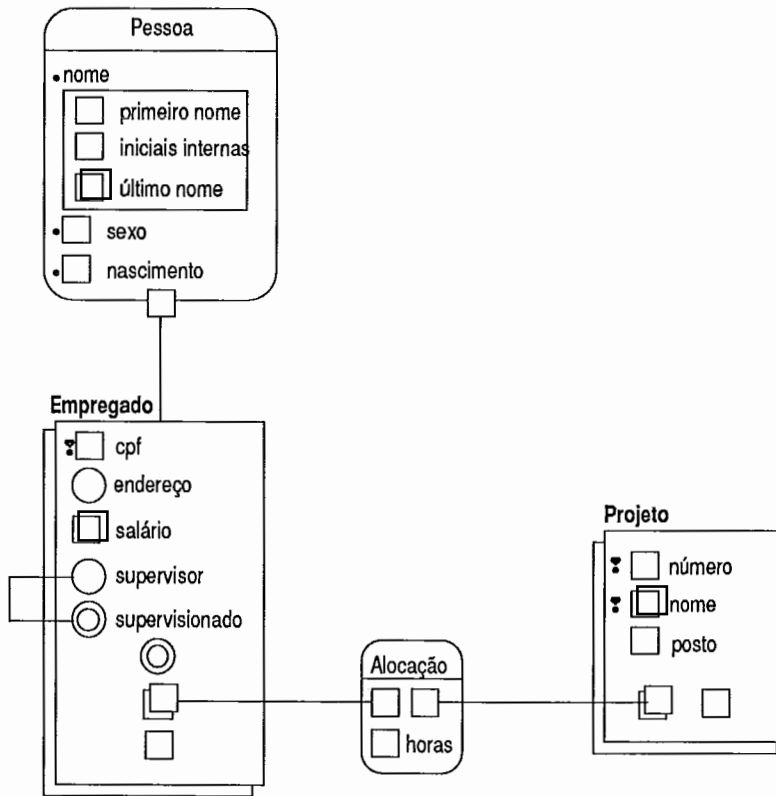 Pessoa
nome
primeiro nome
iniciais internas
último nome
sexo
nascimento
Empregado
cpf
endereço
salário
supervisor
supervisionado
Alocação
horas
Projeto
número
nome
posto